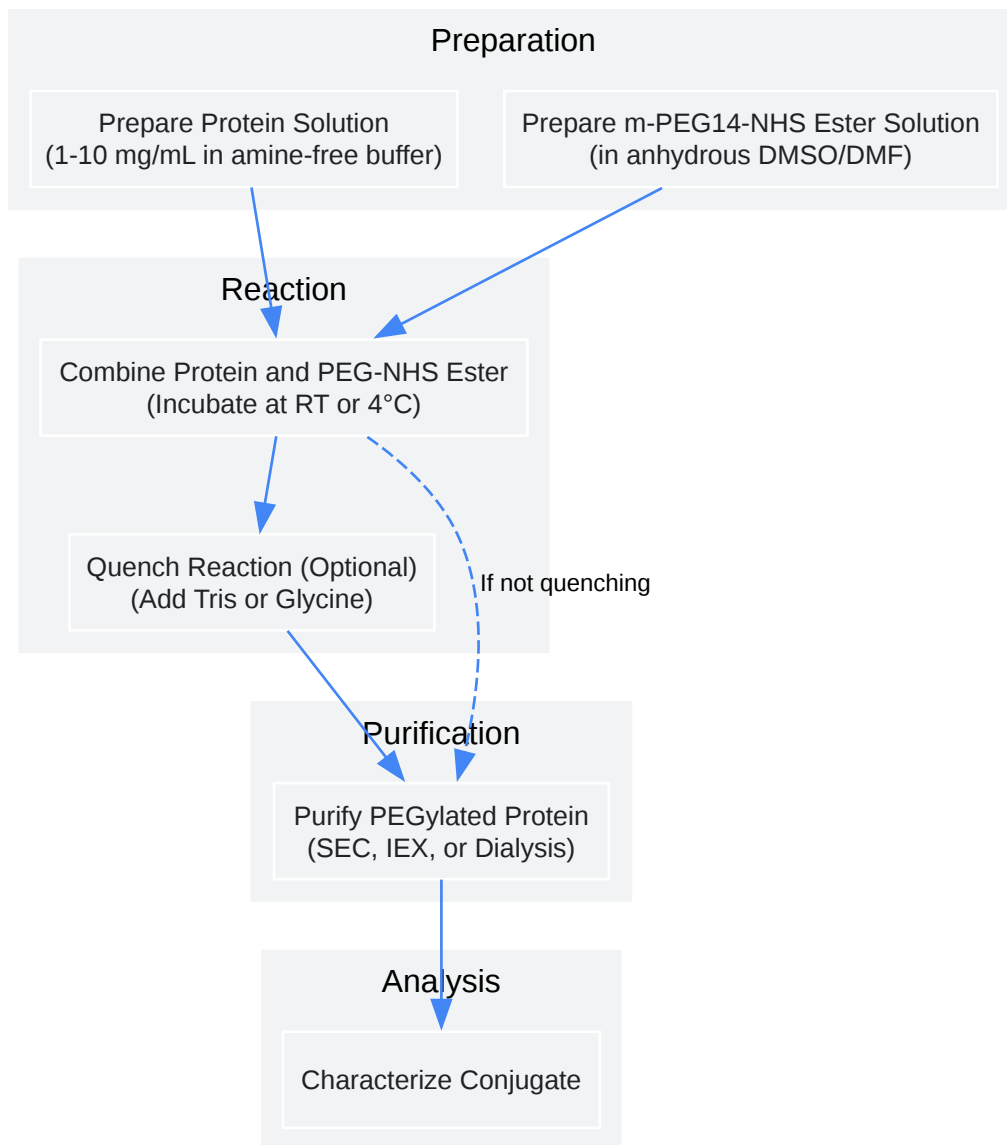 Preparation
Prepare Protein Solution
(1-10 mg/mL in amine-free buffer)
Prepare m-PEG14-NHS Ester Solution
(in anhydrous DMSO/DMF)
Reaction
Combine Protein and PEG-NHS Ester
(Incubate at RT or 4°C)
Quench Reaction (Optional)
(Add Tris or Glycine)
If not quenching
Purification
Purify PEGylated Protein
(SEC, IEX, or Dialysis)
Analysis
Characterize Conjugate